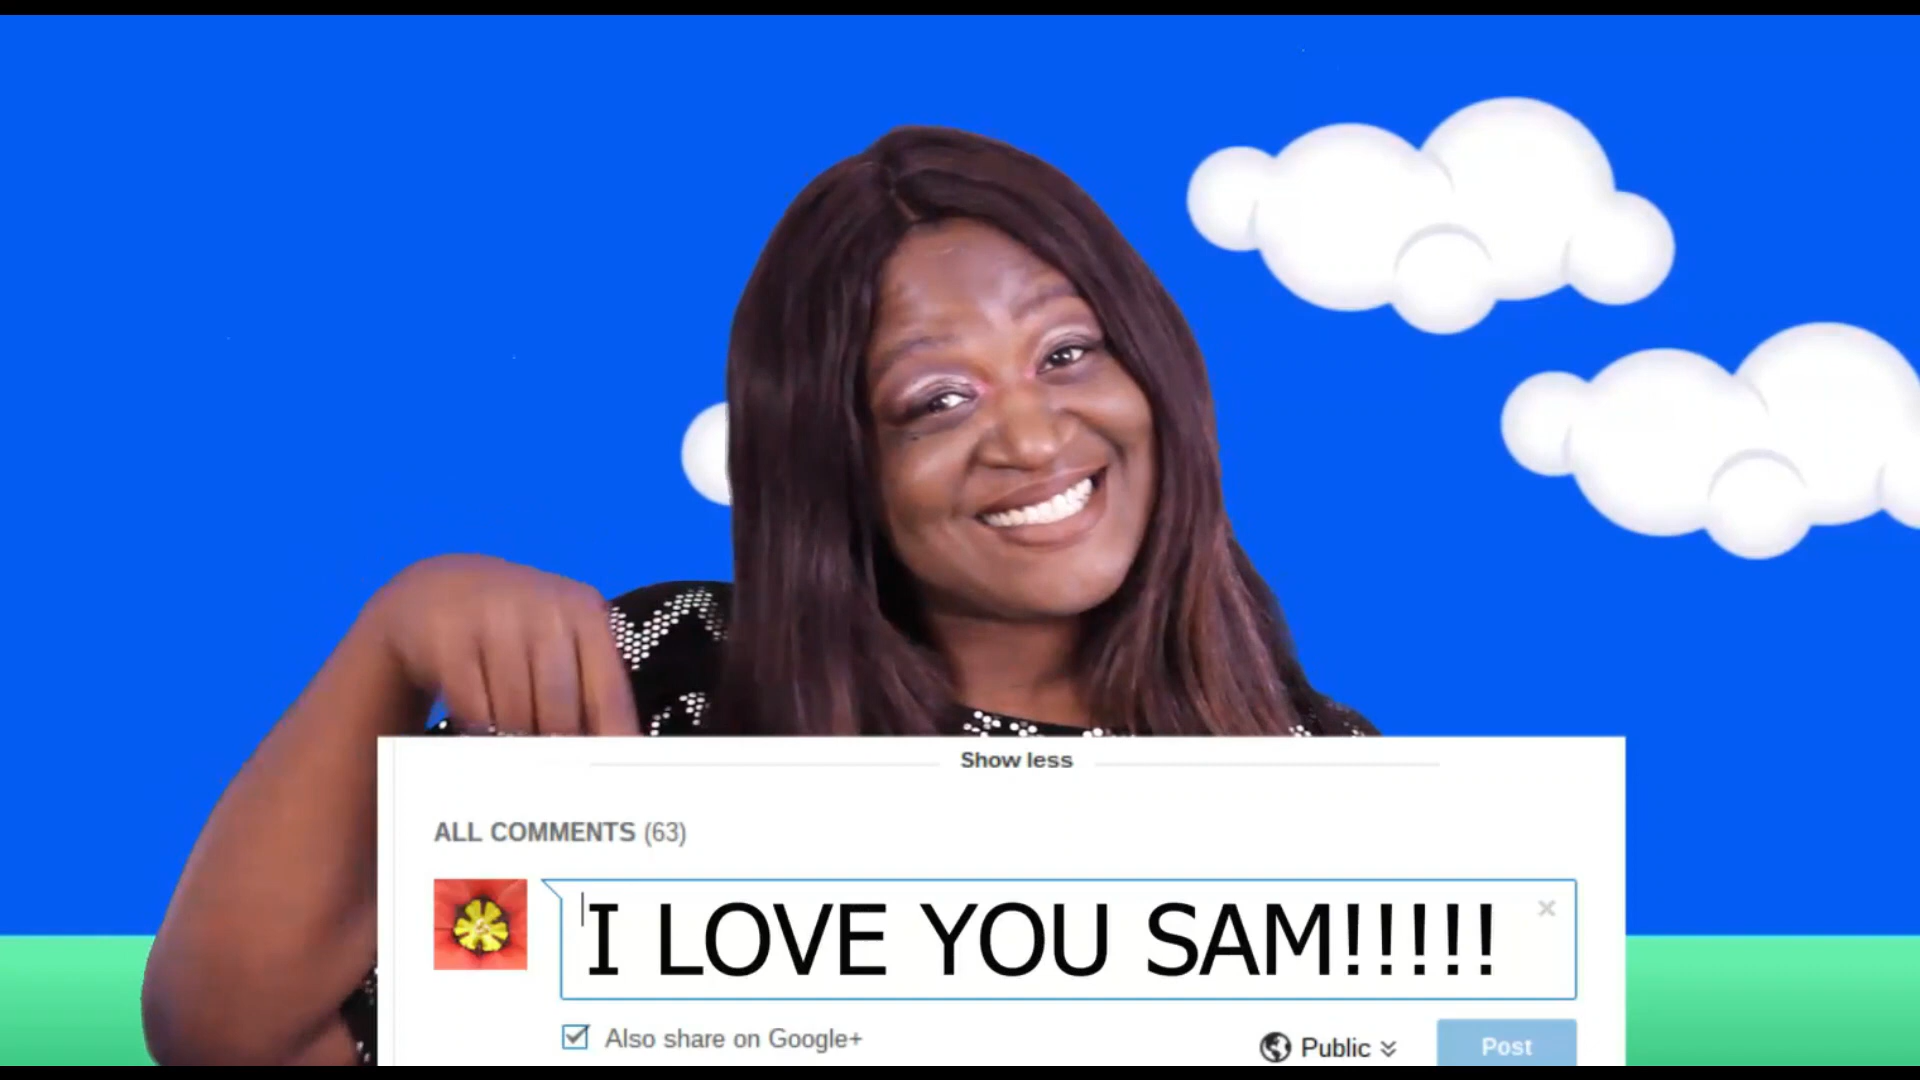 Show less
ALL COMMENTS (63)
I LOVE YOU SAM!!!!!
Also share on Google+
Public
Post